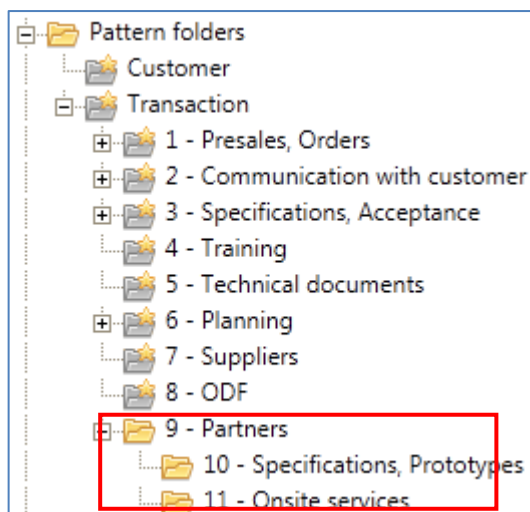 Pattern folders
Customer
Transaction
1 - Presales, Orders
2 - Communication with customer
3 - Specifications, Acceptance
4 - Training
5 - Technical documents
6 - Planning
7 - Suppliers
8 - ODF
9 - Partners
10 - Specifications, Prototypes
11 - Onsite services